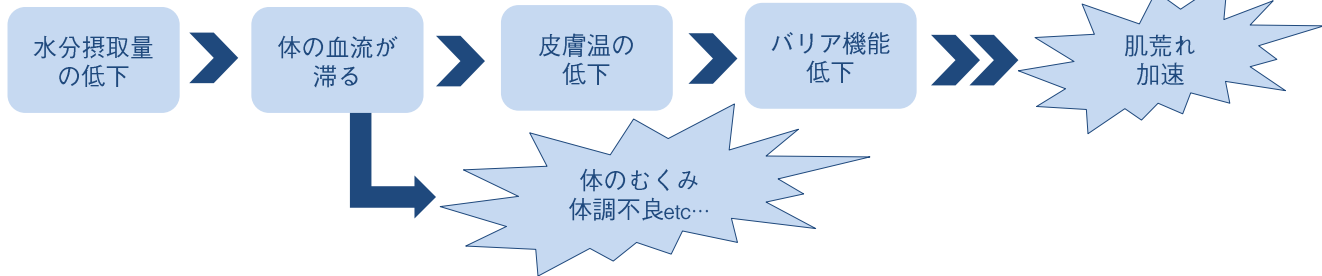 水分摂取量
の低下
体の血流が
滞る
皮膚温の
低下
バリア機能
低下
肌荒れ
加速
体のむくみ
体調不良etc…